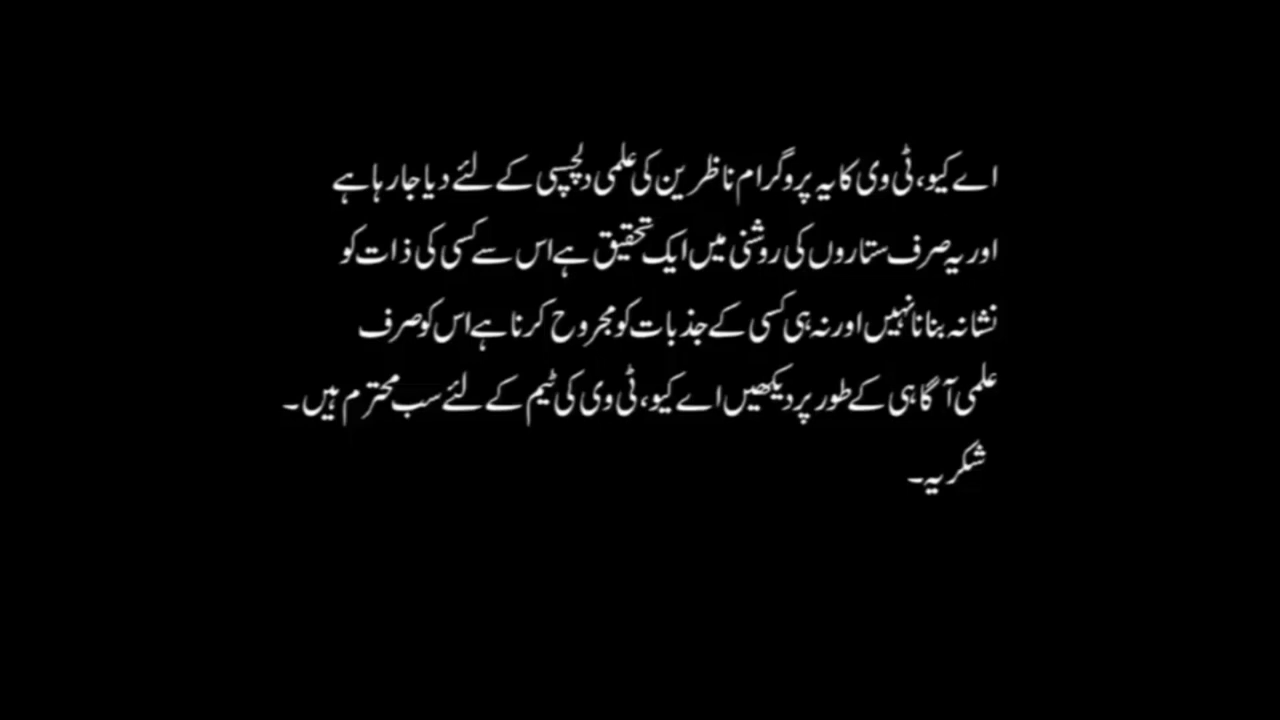 اے کیو، ٹی وی کا یہ پروگرام ناظرین کی علمی دلچسپی کے لئے دیا جا رہا ہے
اور یہ صرف ستاروں کی روشنی میں ایک تحقیق ہے اس سے کسی کی ذات کو
نشانہ بنانا نہیں اور نہ ہی کسی کے جذبات کو مجروح کرنا ہے اس کو صرف
علمی آگاہی کے طور پر دیکھیں اے کیو، ٹی وی کی ٹیم کے لئے سب محترم ہیں ۔
شکریہ ۔